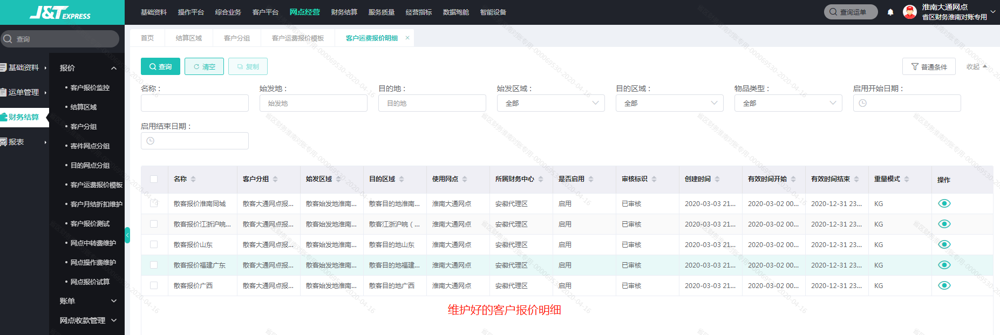 J&T EXPRESS
基础资料 操作平台 综合业务 客户平台 网点经营 财务结算 服务质量 经营指标 数据驾舱 智能设备
查询运单
淮南大通网点
省区财务淮南对账专用
查询
首页 结算区域 客户分组 客户运费报价模板 客户运费报价明细 ×
基础资料
运单管理
财务结算
报表
报价
客户报价监控
结算区域
客户分组
寄件网点分组
目的网点分组
客户运费报价模板
客户月结折扣维护
客户报价测试
网点中转费维护
网点操作费维护
网点报价试算
账单
网点收款管理
查询 清空 复制
普通条件 收起
名称： 始发地： 目的地： 始发区域： 目的区域： 物品类型： 启用开始日期：
始发地 目的地 全部 全部 全部
启用结束日期：
名称 客户分组 始发区域 目的区域 使用网点 所属财务中心 是否启用 审核标识 创建时间 有效时间开始 有效时间结束 重量模式 操作
散客报价淮南同城 散客大通网点报... 散客始发地淮南... 散客目的地淮南... 淮南大通网点 安徽代理区 启用 已审核 2020-03-03 21... 2020-03-02 00... 2020-12-31 23... KG
散客报价江浙沪皖... 散客大通网点报... 散客始发地淮南... 散客江浙沪皖（... 淮南大通网点 安徽代理区 启用 已审核 2020-03-03 21... 2020-03-02 00... 2020-12-31 23... KG
散客报价山东 散客大通网点报... 散客始发地淮南... 散客目的地山东 淮南大通网点 安徽代理区 启用 已审核 2020-03-03 21... 2020-03-02 00... 2020-12-31 23... KG
散客报价福建广东 散客大通网点报... 散客始发地淮南... 散客目的地福建... 淮南大通网点 安徽代理区 启用 已审核 2020-03-03 21... 2020-03-02 00... 2020-12-31 23... KG
散客报价广西 散客大通网点报... 散客始发地淮南... 散客目的地广西 淮南大通网点 安徽代理区 启用 已审核 2020-03-03 21... 2020-03-02 00... 2020-12-31 23... KG
维护好的客户报价明细
省区财务淮南对账专用-00069530-2020-04-16